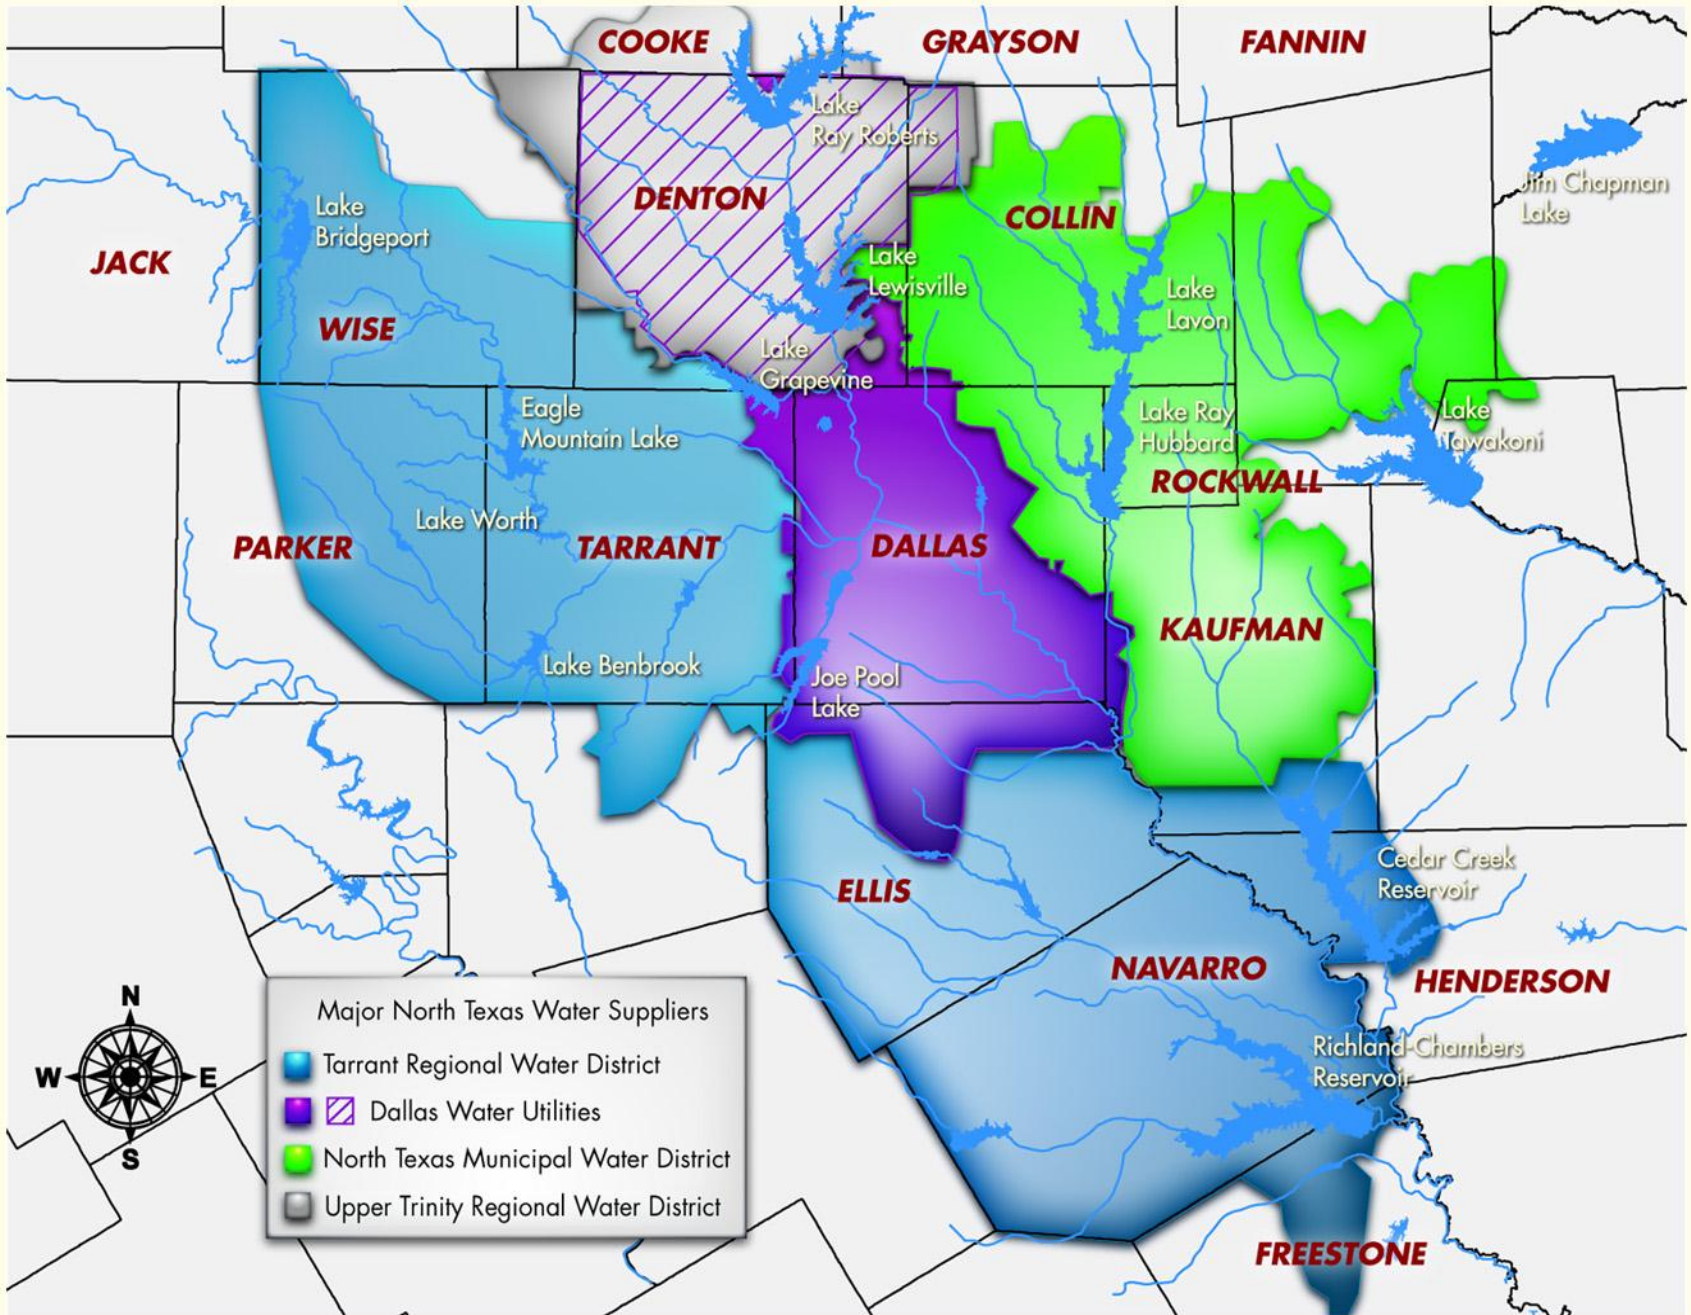 COOKE
GRAYSON
FANNIN
Lake
Ray Roberts
DENTON
COLLIN
Jim Chapman
Lake
Lake
Bridgeport
JACK
Lake
Lewisville
Lake
Lavon
WISE
Lake
Grapevine
Eagle
Mountain Lake
Lake Ray
Hubbard
Lake
Tawakoni
ROCKWALL
Lake Worth
PARKER
TARRANT
DALLAS
KAUFMAN
Lake Benbrook
Joe Pool
Lake
Cedar Creek
Reservoir
ELLIS
NAVARRO
HENDERSON
Richland-Chambers
Reservoir
FREESTONE
N
W
E
S
Major North Texas Water Suppliers
Tarrant Regional Water District
Dallas Water Utilities
North Texas Municipal Water District
Upper Trinity Regional Water District